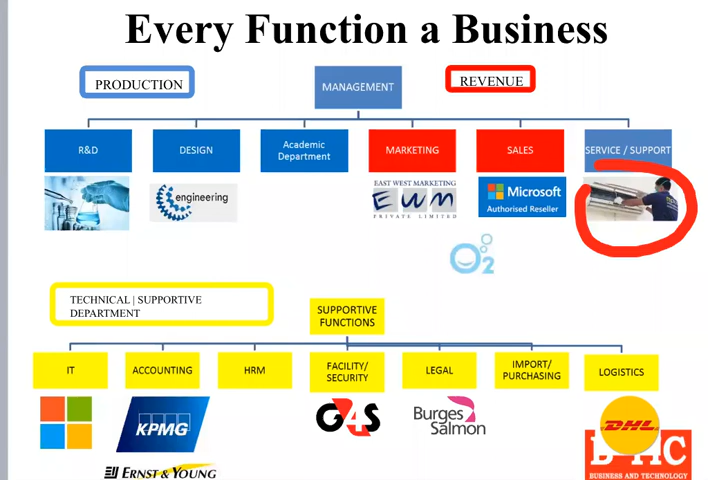 Every Function a Business
PRODUCTION
MANAGEMENT
REVENUE
R&D
DESIGN
Academic
Department
MARKETING
SALES
SERVICE / SUPPORT
engineering
EAST WEST MARKETING
EWM
PRIVATE LIMITED
Microsoft
Authorised Reseller
O2
TECHNICAL | SUPPORTIVE
DEPARTMENT
SUPPORTIVE
FUNCTIONS
IT
ACCOUNTING
HRM
FACILITY/
SECURITY
LEGAL
IMPORT/
PURCHASING
LOGISTICS
KPMG
G4S
Burges
Salmon
DHL
ERNST & YOUNG
BUSINESS AND TECHNOLOGY